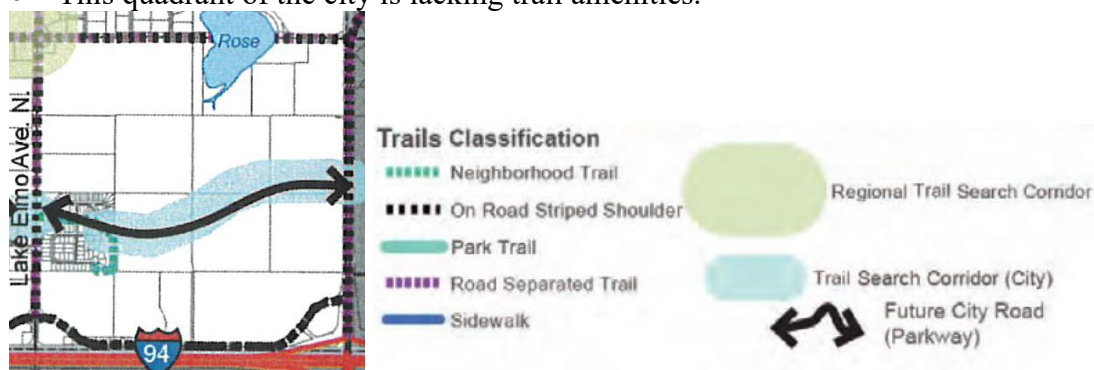 This quadrant of the city is lacking trail amenities.
Rose
Lake Elmo Ave. N.
94
Trails Classification
Neighborhood Trail
On Road Striped Shoulder
Park Trail
Road Separated Trail
Sidewalk
Regional Trail Search Corridor
Trail Search Corridor (City)
Future City Road
(Parkway)